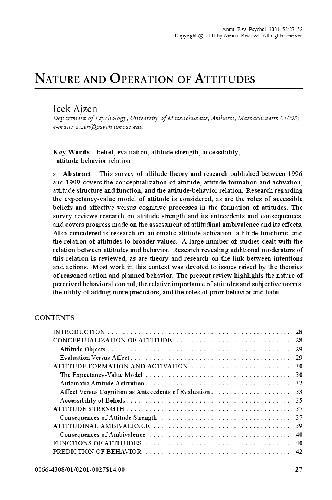 Annu. Rev. Psychol. 2001. 52:27–58
Copyright © 2001 by Annual Reviews. All rights reserved
NATURE AND OPERATION OF ATTITUDES
Icek Ajzen
Department of Psychology, University of Massachusetts, Amherst, Massachusetts
e-mail:
Key Words belief, evaluation, attitude strength, accessibility,
attitude-behavior relation
■ Abstract This survey of attitude theory and research published between 1996
and 1999 covers the conceptualization of attitude, attitude formation and activation,
attitude structure and function, and the attitude-behavior relation. Research regarding
the expectancy-value model of attitude is considered, as are the roles of accessible
beliefs and affective versus cognitive processes in the formation of attitudes. The
survey reviews research on attitude strength and its antecedents and consequences,
and covers progress made on the assessment of attitudinal ambivalence and its effects.
Also considered is research on automatic attitude activation, attitude functions, and
the relation of attitudes to broader values. A large number of studies dealt with the
relation between attitudes and behavior. Research revealing additional moderators of
this relation is reviewed, as are theory and research on the link between intentions
and actions. Most work in this context was devoted to issues raised by the theories
of reasoned action and planned behavior. The present review highlights the nature of
perceived behavioral control, the relative importance of attitudes and subjective norms,
the utility of adding more predictors, and the roles of prior behavior and habit.
CONTENTS
INTRODUCTION 28
CONCEPTUALIZATION OF ATTITUDE 28
Attitude Objects 29
Evaluation Versus Affect 29
ATTITUDE FORMATION AND ACTIVATION 30
The Expectancy-Value Model 30
Automatic Attitude Activation 32
Affect Versus Cognition as Antecedents of Evaluation 33
Accessibility of Beliefs 35
ATTITUDE STRENGTH 37
Consequences of Attitude Strength 37
ATTITUDINAL AMBIVALENCE 39
Consequences of Ambivalence 40
FUNCTIONS OF ATTITUDES 40
PREDICTION OF BEHAVIOR 42
0066-4308/01/0201-0027$14.00 27